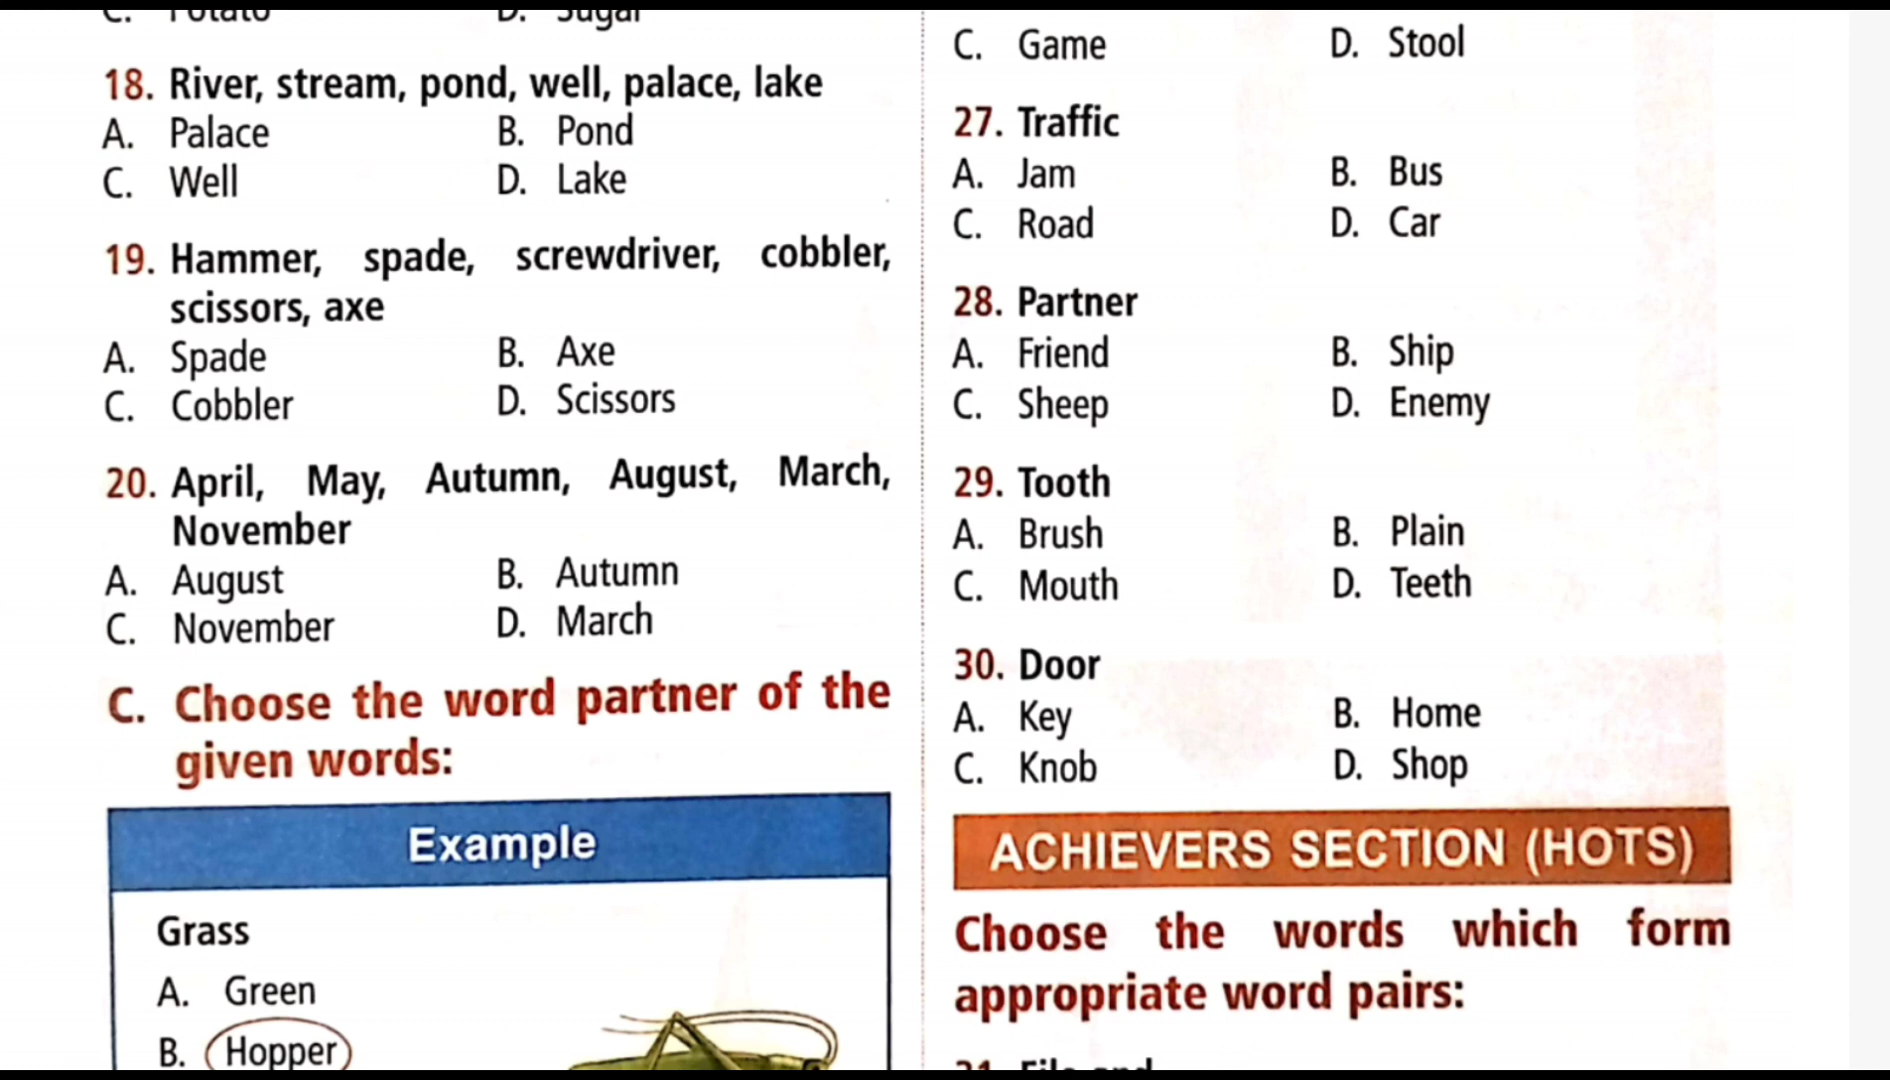 C. Potato D. Sugar
18. River, stream, pond, well, palace, lake
A. Palace B. Pond
C. Well D. Lake
19. Hammer, spade, screwdriver, cobbler,
scissors, axe
A. Spade B. Axe
C. Cobbler D. Scissors
20. April, May, Autumn, August, March,
November
A. August B. Autumn
C. November D. March
C. Choose the word partner of the
given words:
Example
Grass
A. Green
B. Hopper
C. Game D. Stool
27. Traffic
A. Jam B. Bus
C. Road D. Car
28. Partner
A. Friend B. Ship
C. Sheep D. Enemy
29. Tooth
A. Brush B. Plain
C. Mouth D. Teeth
30. Door
A. Key B. Home
C. Knob D. Shop
ACHIEVERS SECTION (HOTS)
Choose the words which form
appropriate word pairs: